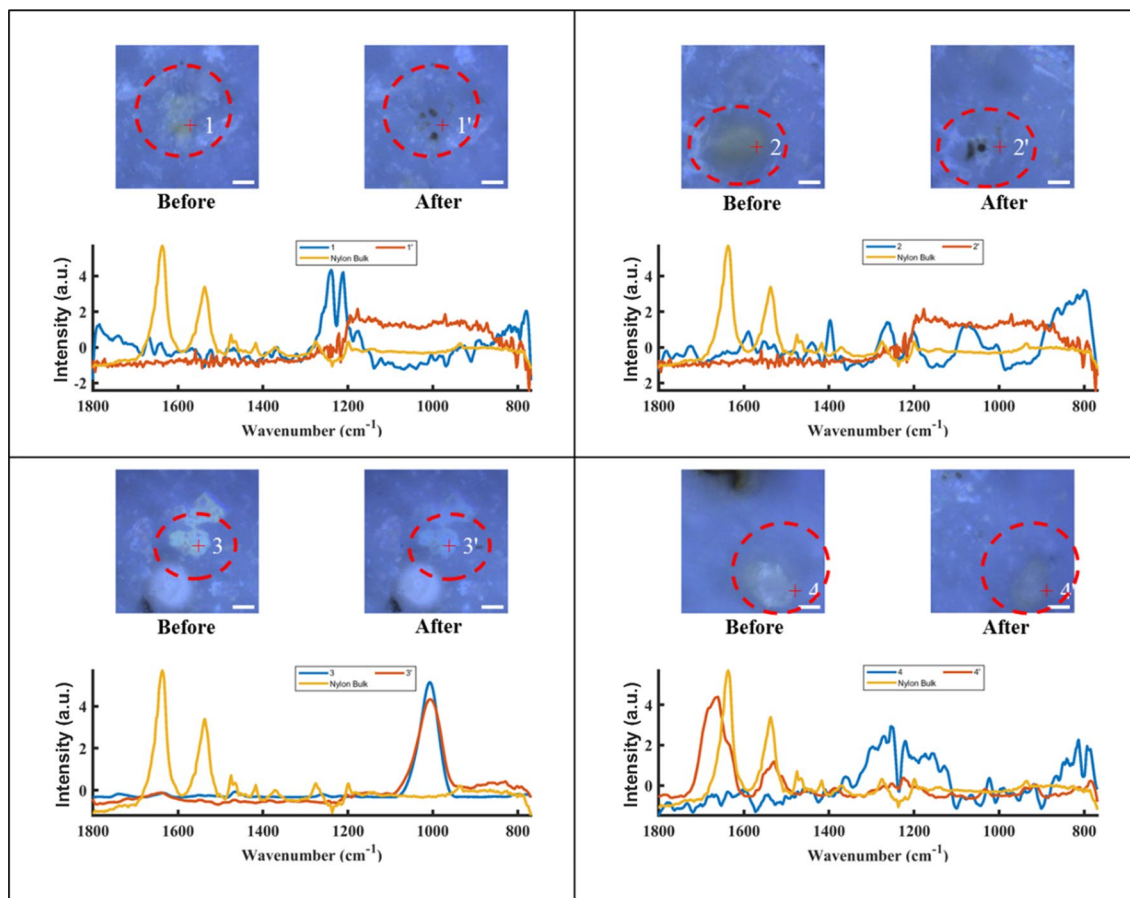 1
Before
1'
After
1
1'
Nylon Bulk
Intensity (a.u.)
4
2
0
-2
1800
1600
1400
1200
1000
800
Wavenumber (cm-1)
2
Before
2'
After
2
2'
Nylon Bulk
Intensity (a.u.)
4
2
0
2
1800
1600
1400
1200
1000
800
Wavenumber (cm-1)
3
Before
3'
After
3
3'
Nylon Bulk
Intensity (a.u.)
4
2
0
1800
1600
1400
1200
1000
800
Wavenumber (cm-1)
4
Before
4'
After
4
4'
Nylon Bulk
Intensity (a.u.)
4
2
0
1800
1600
1400
1200
1000
800
Wavenumber (cm-1)